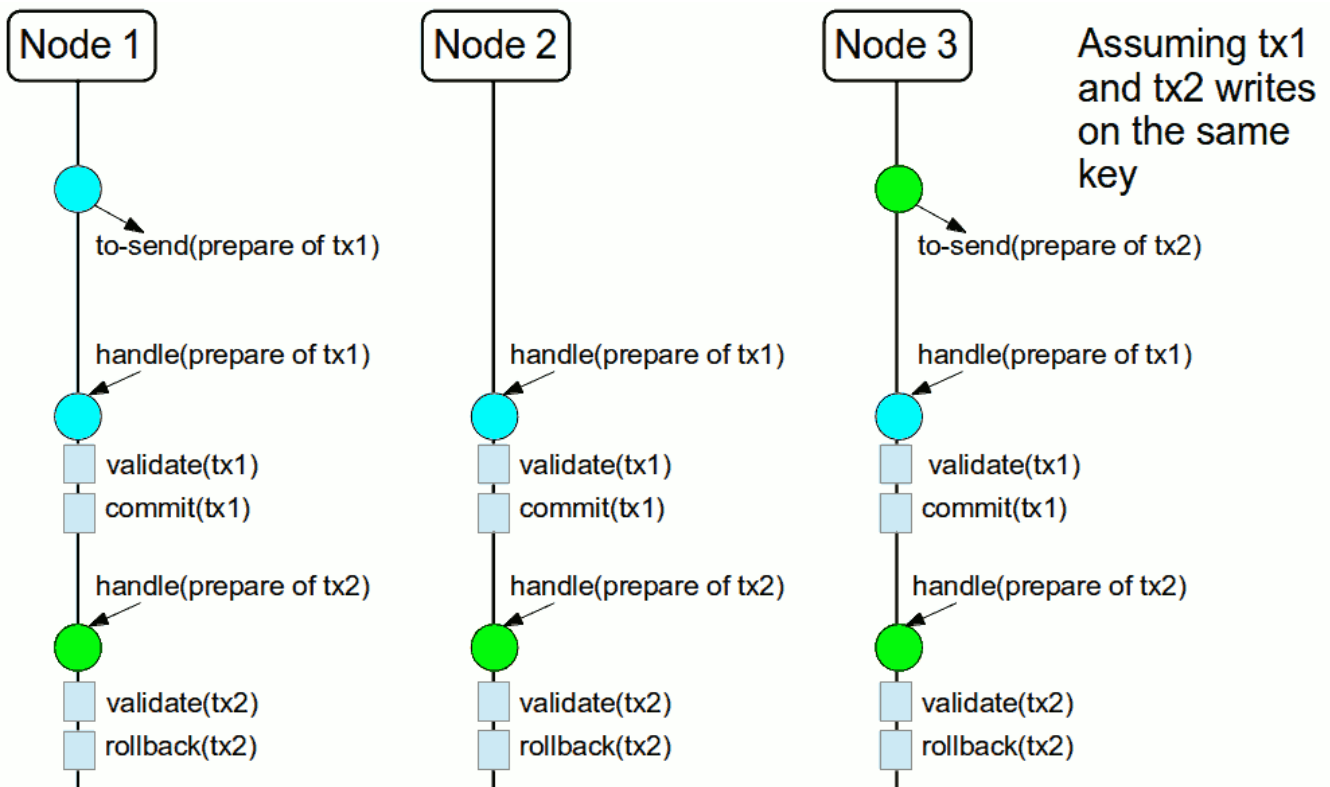 Node 1
Node 2
Node 3
Assuming tx1
and tx2 writes
on the same
key
to-send(prepare of tx1)
to-send(prepare of tx2)
handle(prepare of tx1)
handle(prepare of tx1)
handle(prepare of tx1)
validate(tx1)
validate(tx1)
validate(tx1)
commit(tx1)
commit(tx1)
commit(tx1)
handle(prepare of tx2)
handle(prepare of tx2)
handle(prepare of tx2)
validate(tx2)
validate(tx2)
validate(tx2)
rollback(tx2)
rollback(tx2)
rollback(tx2)